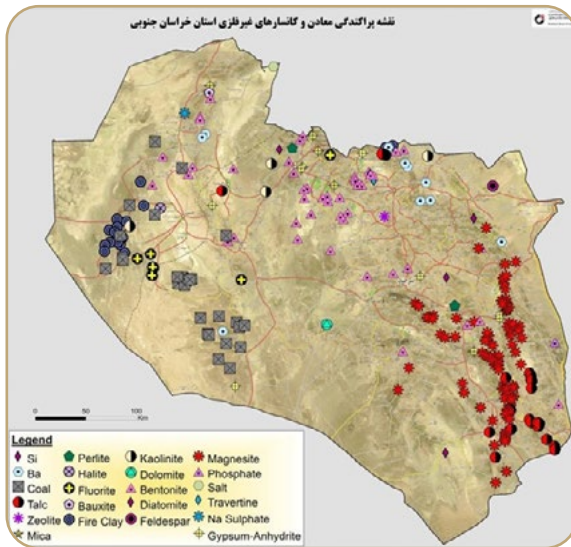 نقشه پراکندگی معادن و کانسارهای غیرفلزی استان خراسان جنوبی
0 50 100
Km
Legend
Si
Perlite
Kaolinite
Magnesite
Ba
Halite
Dolomite
Phosphate
Coal
Fluorite
Bentonite
Salt
Talc
Bauxite
Diatomite
Travertine
Zeolite
Fire Clay
Feldespar
Na Sulphate
Mica
Gypsum-Anhydrite